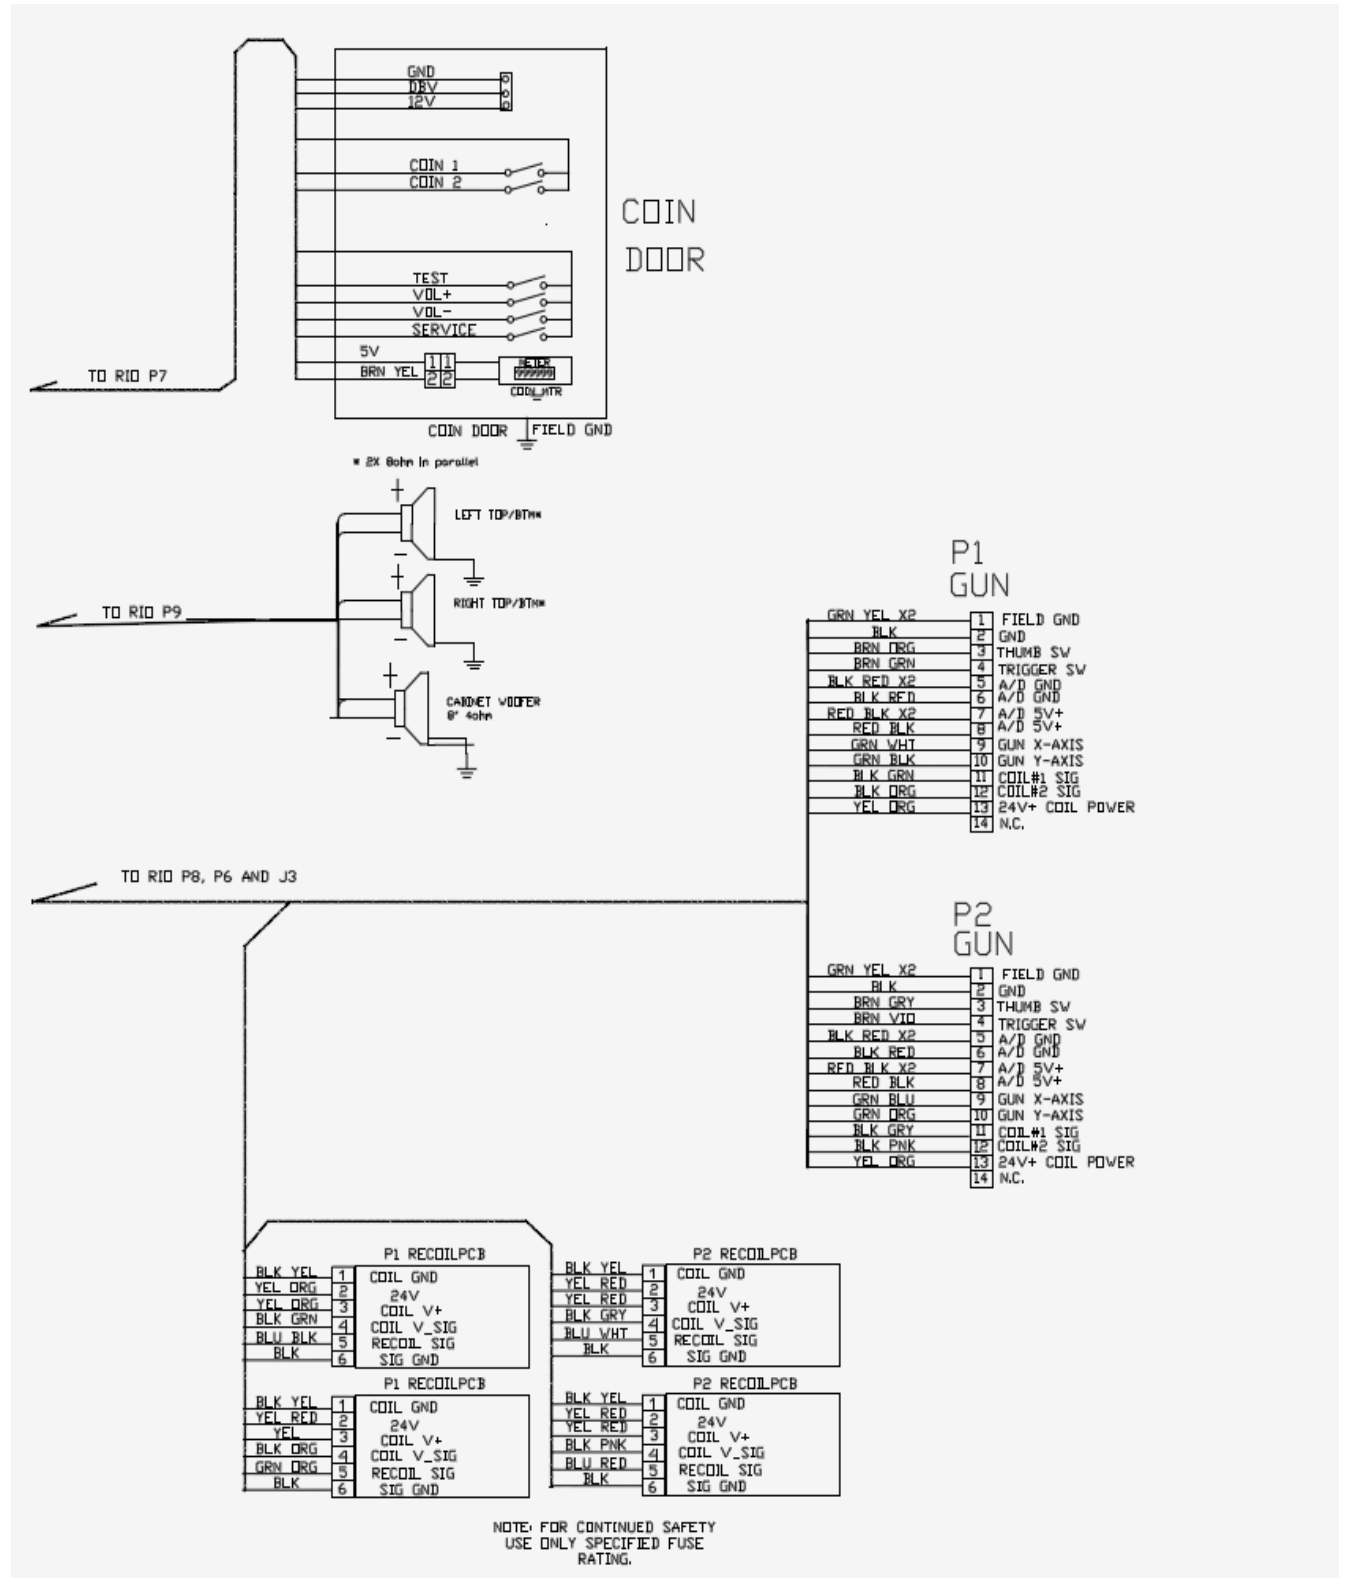 GND
DBV
12V
COIN 1
COIN 2
COIN
DOOR
TEST
VOL+
VOL-
SERVICE
5V
BRN YEL
1 1
2 2
METER
999999
COIN_MTR
TO RIO P7
COIN DOOR
FIELD GND
* 2X 8ohm in parallel
LEFT TOP/BTM*
RIGHT TOP/BTM*
TO RIO P9
CABINET WOOFER
8" 4ohm
P1
GUN
GRN YEL X2 1 FIELD GND
BLK 2 GND
BRN ORG 3 THUMB SW
BRN GRN 4 TRIGGER SW
BLK RED X2 5 A/D GND
BLK RED 6 A/D GND
RED BLK X2 7 A/D 5V+
RED BLK 8 A/D 5V+
GRN WHT 9 GUN X-AXIS
GRN BLK 10 GUN Y-AXIS
BLK GRN 11 COIL#1 SIG
BLK ORG 12 COIL#2 SIG
YEL ORG 13 24V+ COIL POWER
14 N.C.
TO RIO P8, P6 AND J3
P2
GUN
GRN YEL X2 1 FIELD GND
BLK 2 GND
BRN GRY 3 THUMB SW
BRN VIO 4 TRIGGER SW
BLK RED X2 5 A/D GND
BLK RED 6 A/D GND
RED BLK X2 7 A/D 5V+
RED BLK 8 A/D 5V+
GRN BLU 9 GUN X-AXIS
GRN ORG 10 GUN Y-AXIS
BLK GRY 11 COIL#1 SIG
BLK PNK 12 COIL#2 SIG
YEL ORG 13 24V+ COIL POWER
14 N.C.
P1 RECOILPCB
BLK YEL 1 COIL GND
YEL ORG 2 24V
YEL ORG 3 COIL V+
BLK GRN 4 COIL V_SIG
BLU BLK 5 RECOIL SIG
BLK 6 SIG GND
P2 RECOILPCB
BLK YEL 1 COIL GND
YEL RED 2 24V
YEL RED 3 COIL V+
BLK GRY 4 COIL V_SIG
BLU WHT 5 RECOIL SIG
BLK 6 SIG GND
P1 RECOILPCB
BLK YEL 1 COIL GND
YEL RED 2 24V
YEL 3 COIL V+
BLK ORG 4 COIL V_SIG
GRN ORG 5 RECOIL SIG
BLK 6 SIG GND
P2 RECOILPCB
BLK YEL 1 COIL GND
YEL RED 2 24V
YEL RED 3 COIL V+
BLK PNK 4 COIL V_SIG
BLU RED 5 RECOIL SIG
BLK 6 SIG GND
NOTE: FOR CONTINUED SAFETY
USE ONLY SPECIFIED FUSE
RATING.